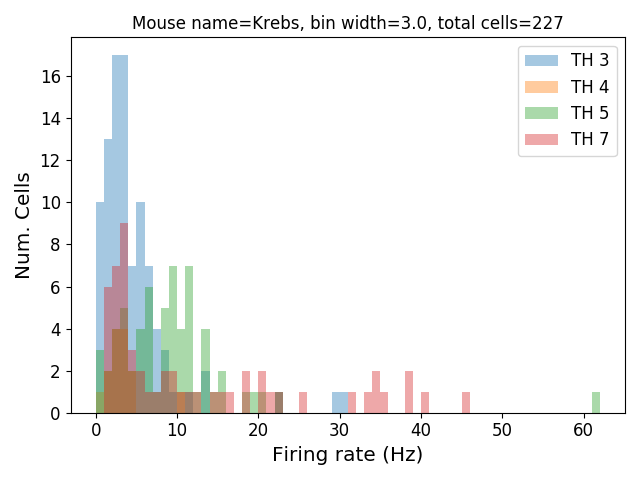 Mouse name=Krebs, bin width=3.0, total cells=227
TH 3
TH 4
TH 5
TH 7
Num. Cells
16
14
12
10
8
6
4
2
0
0 10 20 30 40 50 60
Firing rate (Hz)